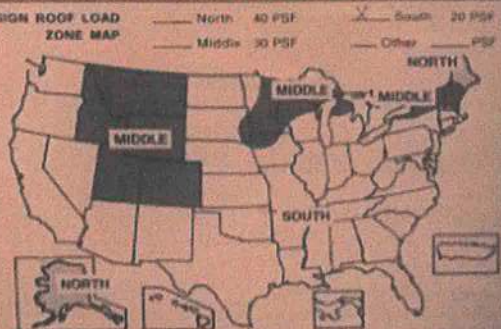 SIGN ROOF LOAD
ZONE MAP
North 40 PSF
X South 20 PSF
Middle 30 PSF
Other PSF
NORTH
MIDDLE
MIDDLE
MIDDLE
SOUTH
NORTH